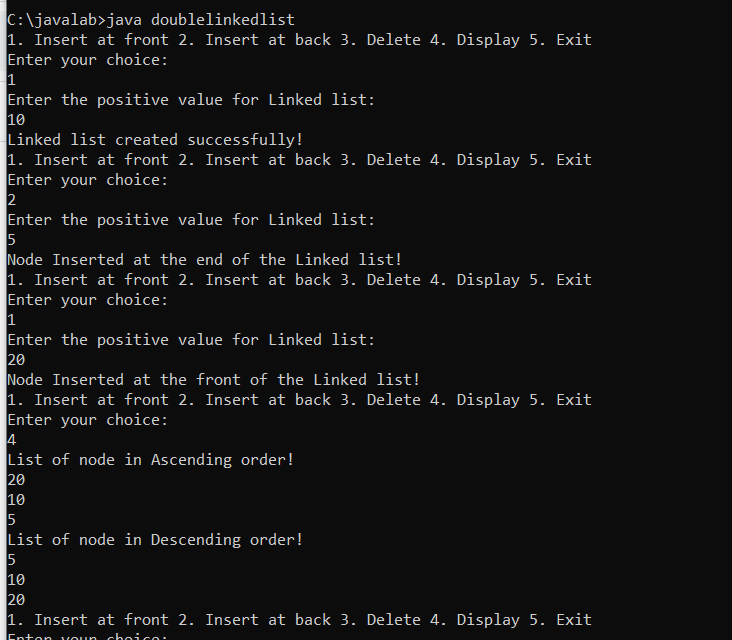 C:\javalab>java doublelinkedlist
1. Insert at front 2. Insert at back 3. Delete 4. Display 5. Exit
Enter your choice:
1
Enter the positive value for Linked list:
10
Linked list created successfully!
1. Insert at front 2. Insert at back 3. Delete 4. Display 5. Exit
Enter your choice:
2
Enter the positive value for Linked list:
5
Node Inserted at the end of the Linked list!
1. Insert at front 2. Insert at back 3. Delete 4. Display 5. Exit
Enter your choice:
1
Enter the positive value for Linked list:
20
Node Inserted at the front of the Linked list!
1. Insert at front 2. Insert at back 3. Delete 4. Display 5. Exit
Enter your choice:
4
List of node in Ascending order!
20
10
5
List of node in Descending order!
5
10
20
1. Insert at front 2. Insert at back 3. Delete 4. Display 5. Exit
Enter your choice: